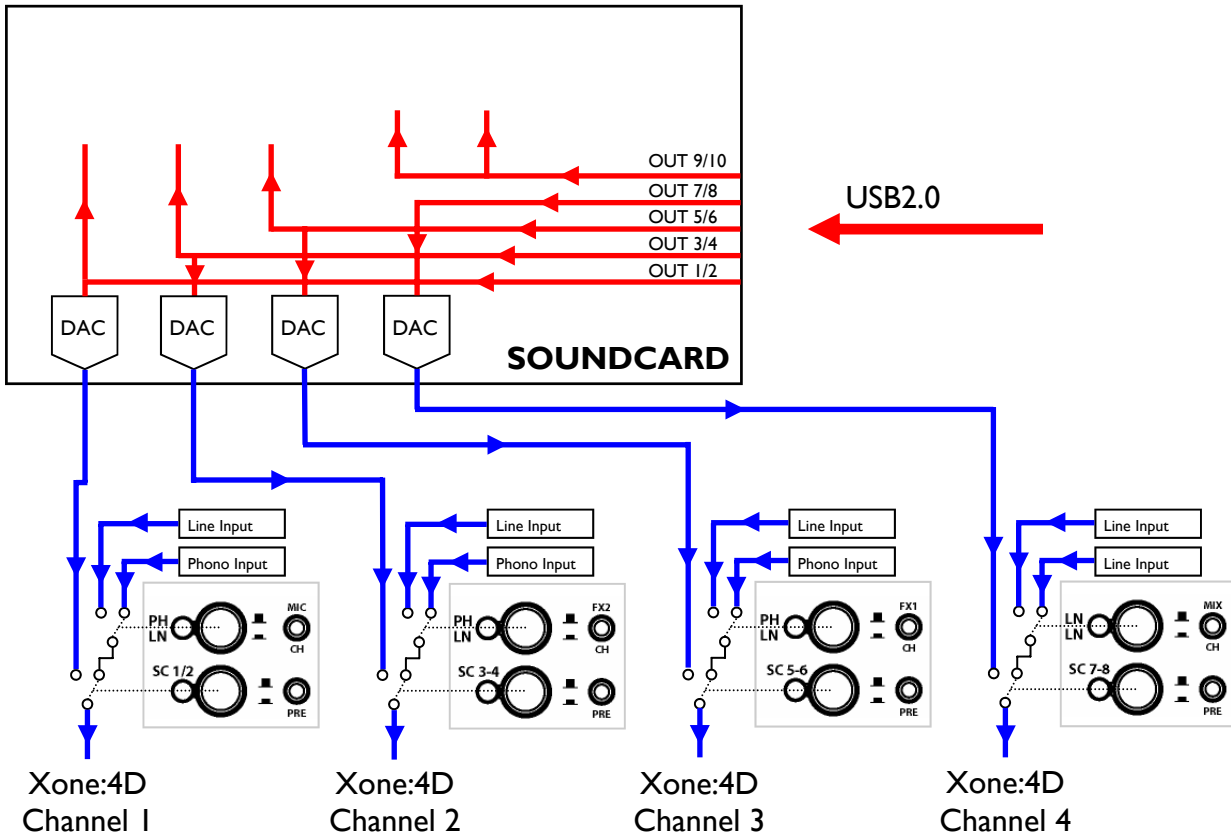 OUT 9/10
OUT 7/8
USB2.0
OUT 5/6
OUT 3/4
OUT 1/2
DAC
DAC
DAC
DAC
SOUNDCARD
Line Input
Phono Input
PH
LN
MIC
CH
SC 1/2
PRE
Line Input
Phono Input
PH
LN
FX2
CH
SC 3-4
PRE
Line Input
Phono Input
PH
LN
FX1
CH
SC 5-6
PRE
Line Input
Line Input
LN
LN
MIX
CH
SC 7-8
PRE
Xone:4D
Channel 1
Xone:4D
Channel 2
Xone:4D
Channel 3
Xone:4D
Channel 4